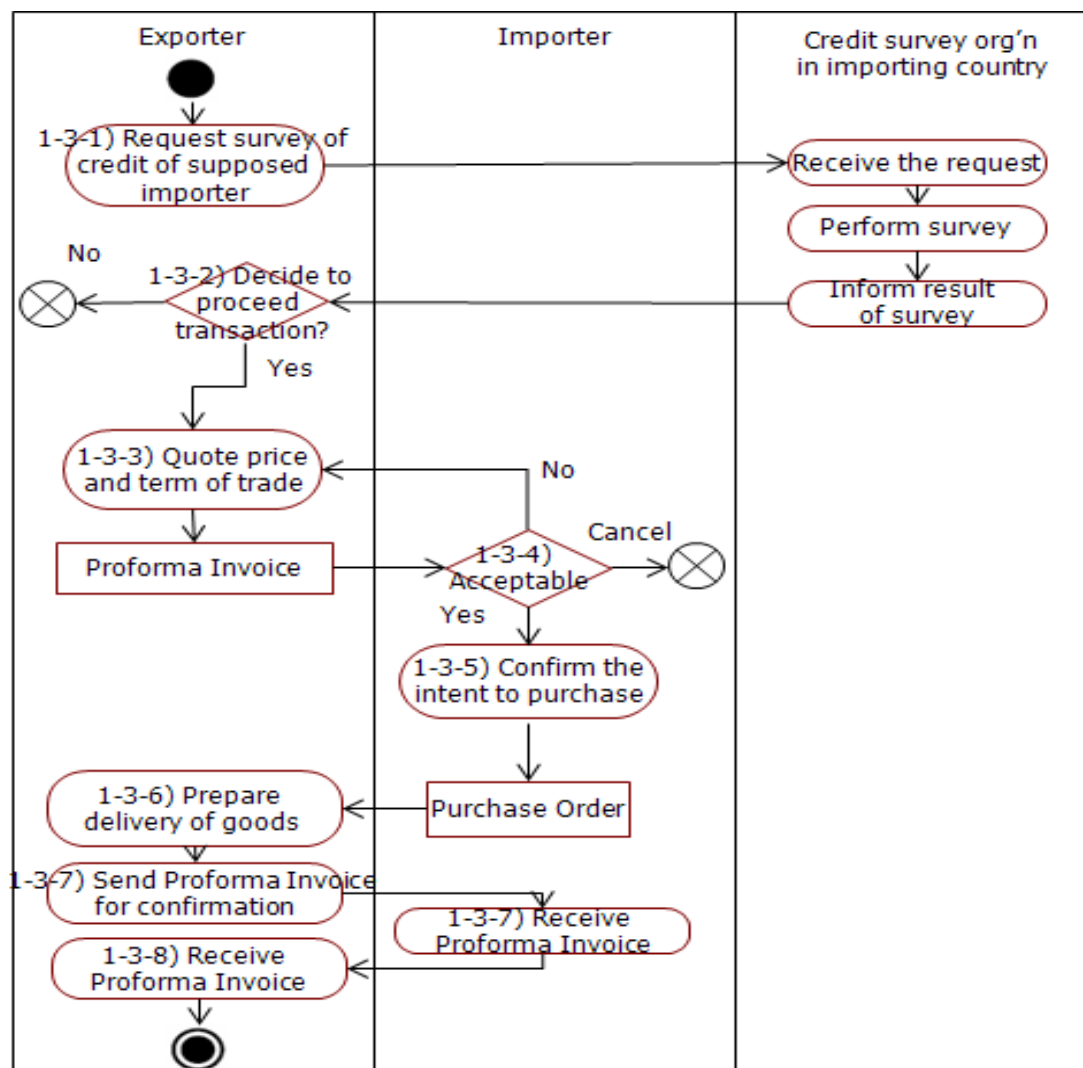 Exporter
Importer
Credit survey org'n
in importing country
1-3-1) Request survey of
credit of supposed
importer
Receive the request
Perform survey
Inform result
of survey
No
1-3-2) Decide to
proceed
transaction?
Yes
1-3-3) Quote price
and term of trade
No
Proforma Invoice
1-3-4)
Acceptable
Cancel
Yes
1-3-5) Confirm the
intent to purchase
Purchase Order
1-3-6) Prepare
delivery of goods
1-3-7) Send Proforma Invoice
for confirmation
1-3-7) Receive
Proforma Invoice
1-3-8) Receive
Proforma Invoice